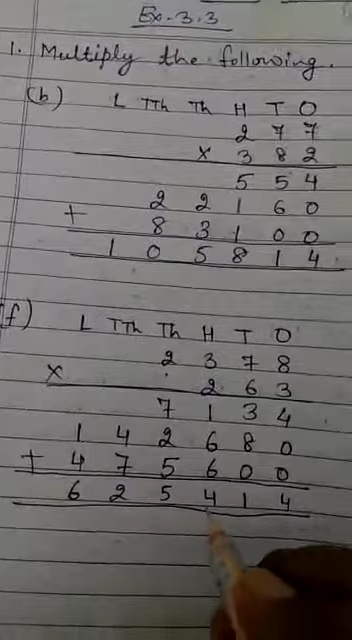 Ex. 3.3
1. Multiply the following.
(b) L TTh Th H T O
2 7 7
× 3 8 2
5 5 4
2 2 1 6 0
+ 8 3 1 0 0
1 0 5 8 1 4
(f) L TTh Th H T O
2 3 7 8
× 2 6 3
7 1 3 4
1 4 2 6 8 0
+ 4 7 5 6 0 0
6 2 5 4 1 4